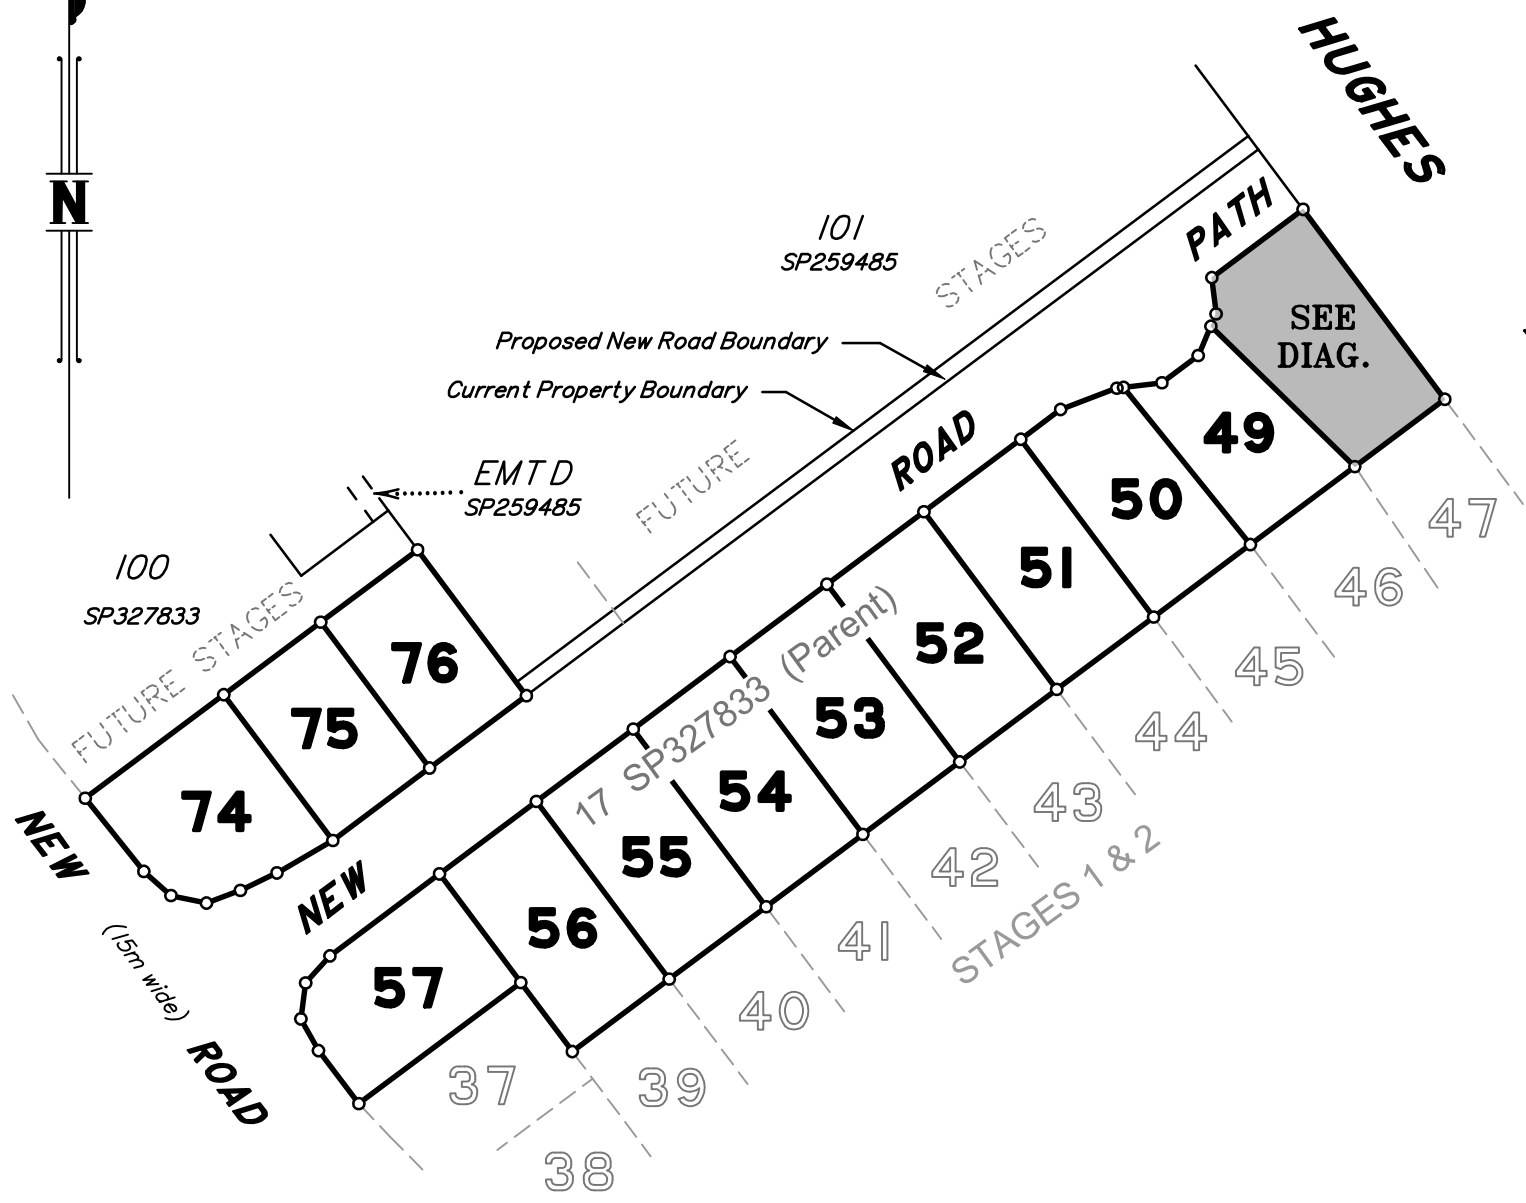 HUGHES
N
PATH
101
SP259485
STAGES
SEE
DIAG.
Proposed New Road Boundary
Current Property Boundary
49
ROAD
EMT D
SP259485
FUTURE
50
47
100
SP327833
FUTURE STAGES
51
46
76
52
45
75
53
44
17 SP327833 (Parent)
74
54
43
NEW
55
42
NEW
56
41
STAGES 1 & 2
57
40
(15m wide)
ROAD
37
39
38